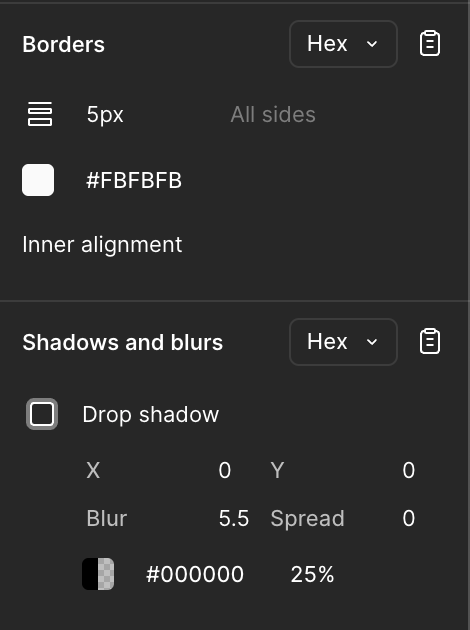 Borders Hex
5px All sides
#FBFBFB
Inner alignment
Shadows and blurs Hex
Drop shadow
X 0 Y 0
Blur 5.5 Spread 0
#000000 25%